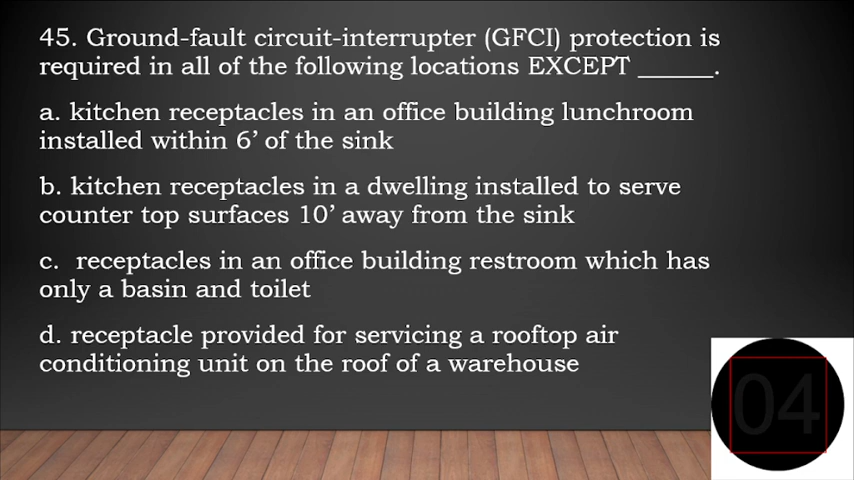 45. Ground-fault circuit-interrupter (GFCI) protection is
required in all of the following locations EXCEPT ______.
a. kitchen receptacles in an office building lunchroom
installed within 6’ of the sink
b. kitchen receptacles in a dwelling installed to serve
counter top surfaces 10’ away from the sink
c. receptacles in an office building restroom which has
only a basin and toilet
d. receptacle provided for servicing a rooftop air
conditioning unit on the roof of a warehouse
04